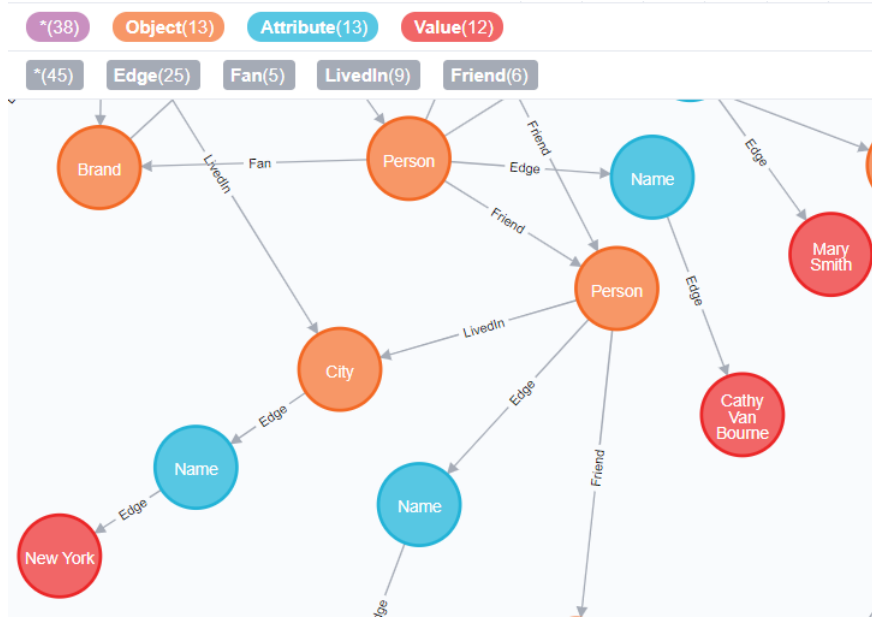 *(38) Object(13) Attribute(13) Value(12)
*(45) Edge(25) Fan(5) LivedIn(9) Friend(6)
Friend
Edge
LivedIn
Brand
Fan
Person
Edge
Name
Friend
Mary
Smith
Person
Edge
LivedIn
City
Edge
Cathy
Van
Bourne
Edge
Name
Friend
Name
Edge
New York